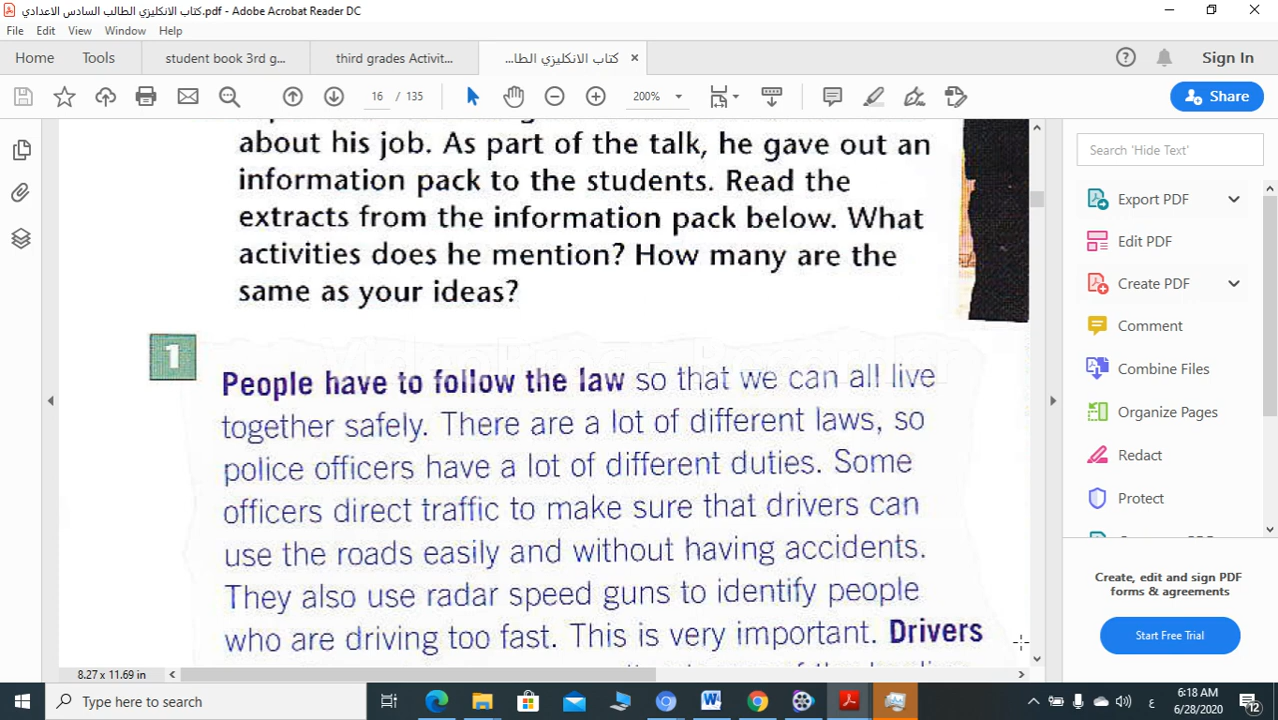 كتاب الانكليزي الطالب السادس الاعدادي.pdf - Adobe Acrobat Reader DC
File Edit View Window Help
Home Tools student book 3rd g... third grades Activit... كتاب الانكليزي الطا... Sign In
16 / 135 200% Share
about his job. As part of the talk, he gave out an
information pack to the students. Read the
extracts from the information pack below. What
activities does he mention? How many are the
same as your ideas?
1
People have to follow the law so that we can all live
together safely. There are a lot of different laws, so
police officers have a lot of different duties. Some
officers direct traffic to make sure that drivers can
use the roads easily and without having accidents.
They also use radar speed guns to identify people
who are driving too fast. This is very important. Drivers
8.27 x 11.69 in
Search 'Hide Text'
Export PDF
Edit PDF
Create PDF
Comment
Combine Files
Organize Pages
Redact
Protect
Create, edit and sign PDF
forms & agreements
Start Free Trial
Type here to search
ع
6:18 AM
6/28/2020
12